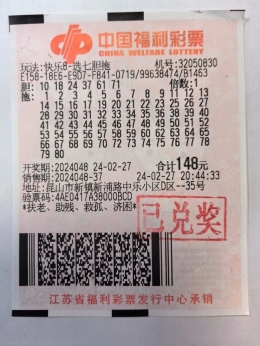 中国福利彩票
CHINA WELFARE LOTTERY
玩法:快乐8-选七胆拖 机号:32050830
E158-18E6-E9D7-F841-0719/99638474/B1463
胆: 10 18 24 37 61 71 倍数:1
拖: 1 2 3 4 5 6 7 8 9 11 12 13
14 15 16 17 19 20 21 22 23 25 26 27
28 29 30 31 32 33 34 35 36 38 39 40
41 42 43 44 45 46 47 48 49 50 51 52
53 54 55 56 57 58 59 60 62 63 64 65
66 67 68 69 70 72 73 74 75 76 77 78
79 80
开奖期:2024048 24-02-27 合计148元
销售期:2024048-37 24-02-27 20:44:33
地址:昆山市新镇新浦路中乐小区D区--35号
验票码:4AE0417A38000BCD
*扶老、助残、救孤、济困*
已兑奖
江苏省福利彩票发行中心承销